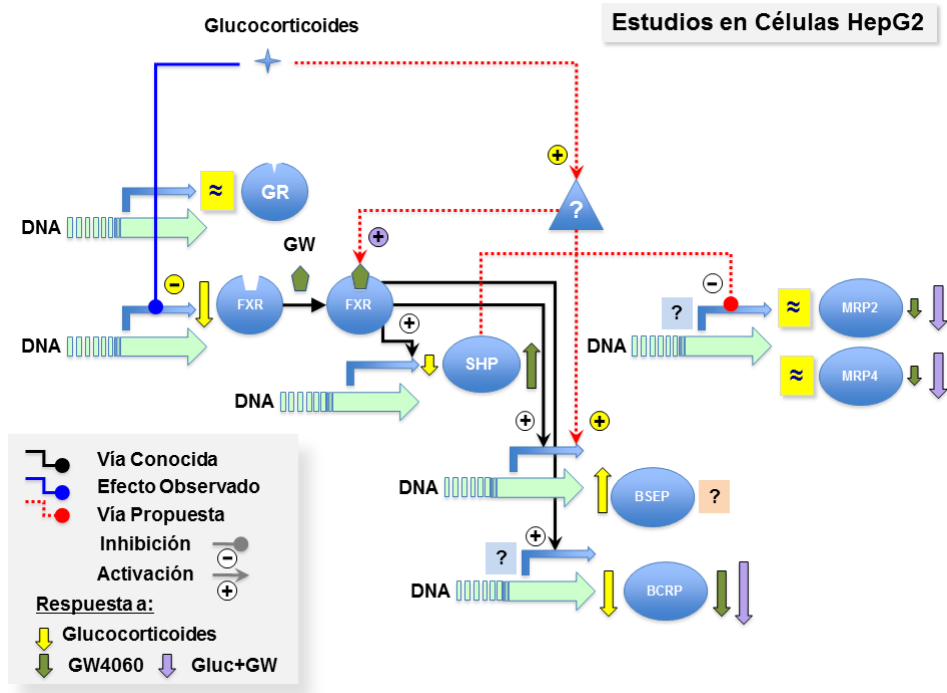 Estudios en Células HepG2
Glucocorticoides
+
≈
GR
DNA
?
GW
+
−
FXR
FXR
DNA
+
SHP
DNA
−
?
≈
MRP2
DNA
≈
MRP4
+
+
DNA
BSEP
?
?
+
DNA
BCRP
Vía Conocida
Efecto Observado
Vía Propuesta
Inhibición
−
Activación
+
Respuesta a:
Glucocorticoides
GW4060
Gluc+GW